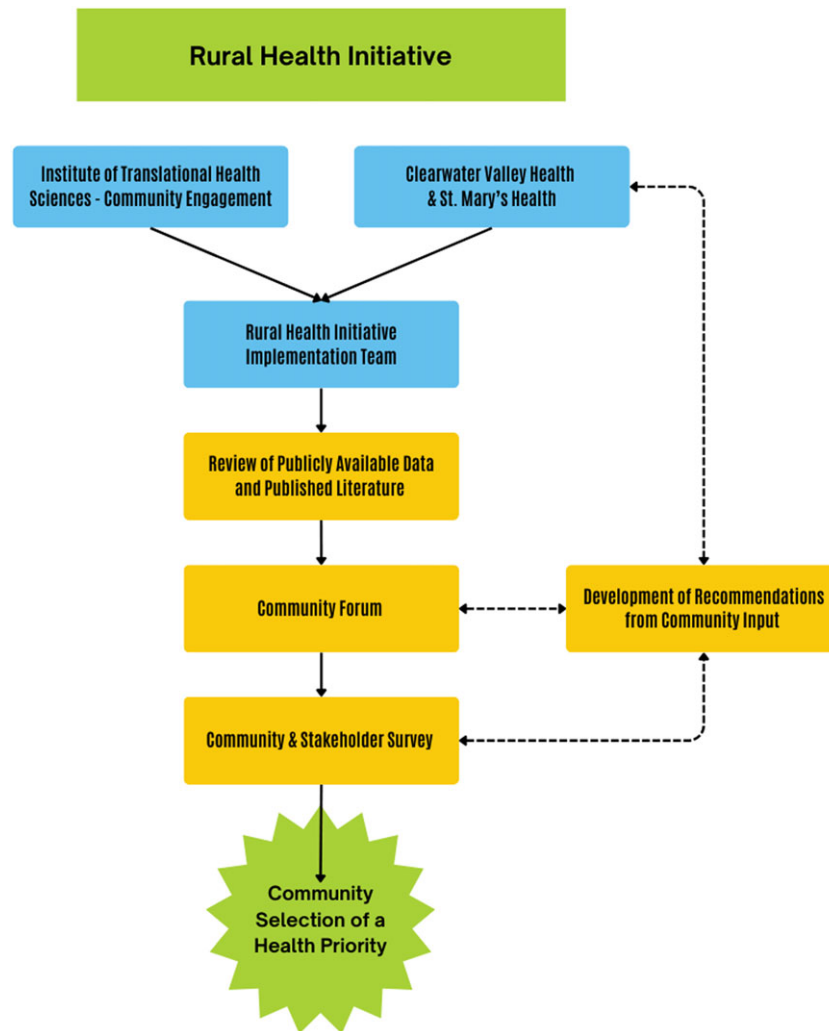 Rural Health Initiative
Institute of Translational Health
Sciences - Community Engagement
Clearwater Valley Health
& St. Mary's Health
Rural Health Initiative
Implementation Team
Review of Publicly Available Data
and Published Literature
Community Forum
Development of Recommendations
from Community Input
Community & Stakeholder Survey
Community
Selection of a
Health Priority